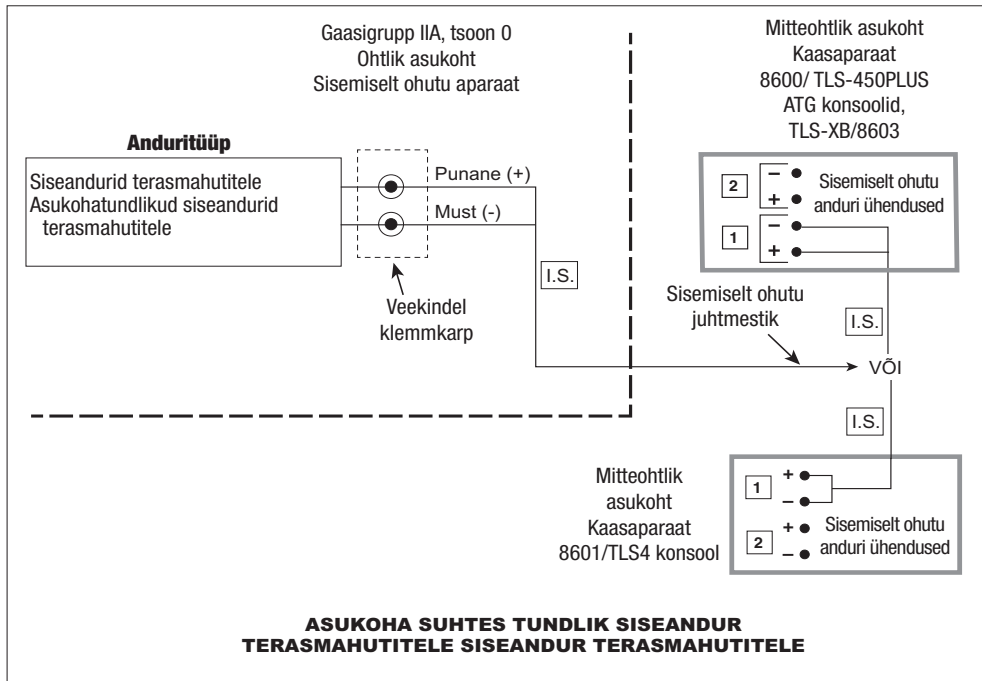 Gaasigrupp IIA, tsoon 0
Ohtlik asukoht
Sisemiselt ohutu aparaat
Mitteohtlik asukoht
Kaasaparaat
8600/ TLS-450PLUS
ATG konsoolid,
TLS-XB/8603
Anduritüüp
Siseandurid terasmahutitele
Asukohatundlikud siseandurid
terasmahutitele
Punane (+)
Must (-)
Veekindel
klemmkarp
I.S.
2
– 
+
1
–
+
Sisemiselt ohutu
anduri ühendused
Sisemiselt ohutu
juhtmestik
I.S.
VÕI
I.S.
Mitteohtlik
asukoht
Kaasaparaat
8601/TLS4 konsool
1
+
–
2
+
–
Sisemiselt ohutu
anduri ühendused
ASUKOHA SUHTES TUNDLIK SISEANDUR
TERASMAHUTITELE SISEANDUR TERASMAHUTITELE